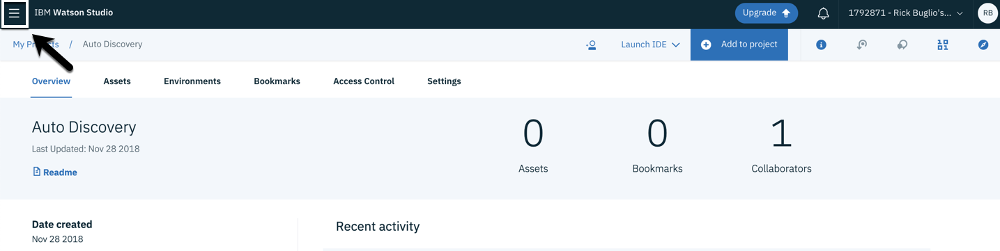 IBM Watson Studio
Upgrade
1792871 - Rick Buglio's...
RB
My Projects / Auto Discovery
Launch IDE
Add to project
Overview
Assets
Environments
Bookmarks
Access Control
Settings
Auto Discovery
Last Updated: Nov 28 2018
Readme
0
Assets
0
Bookmarks
1
Collaborators
Date created
Nov 28 2018
Recent activity